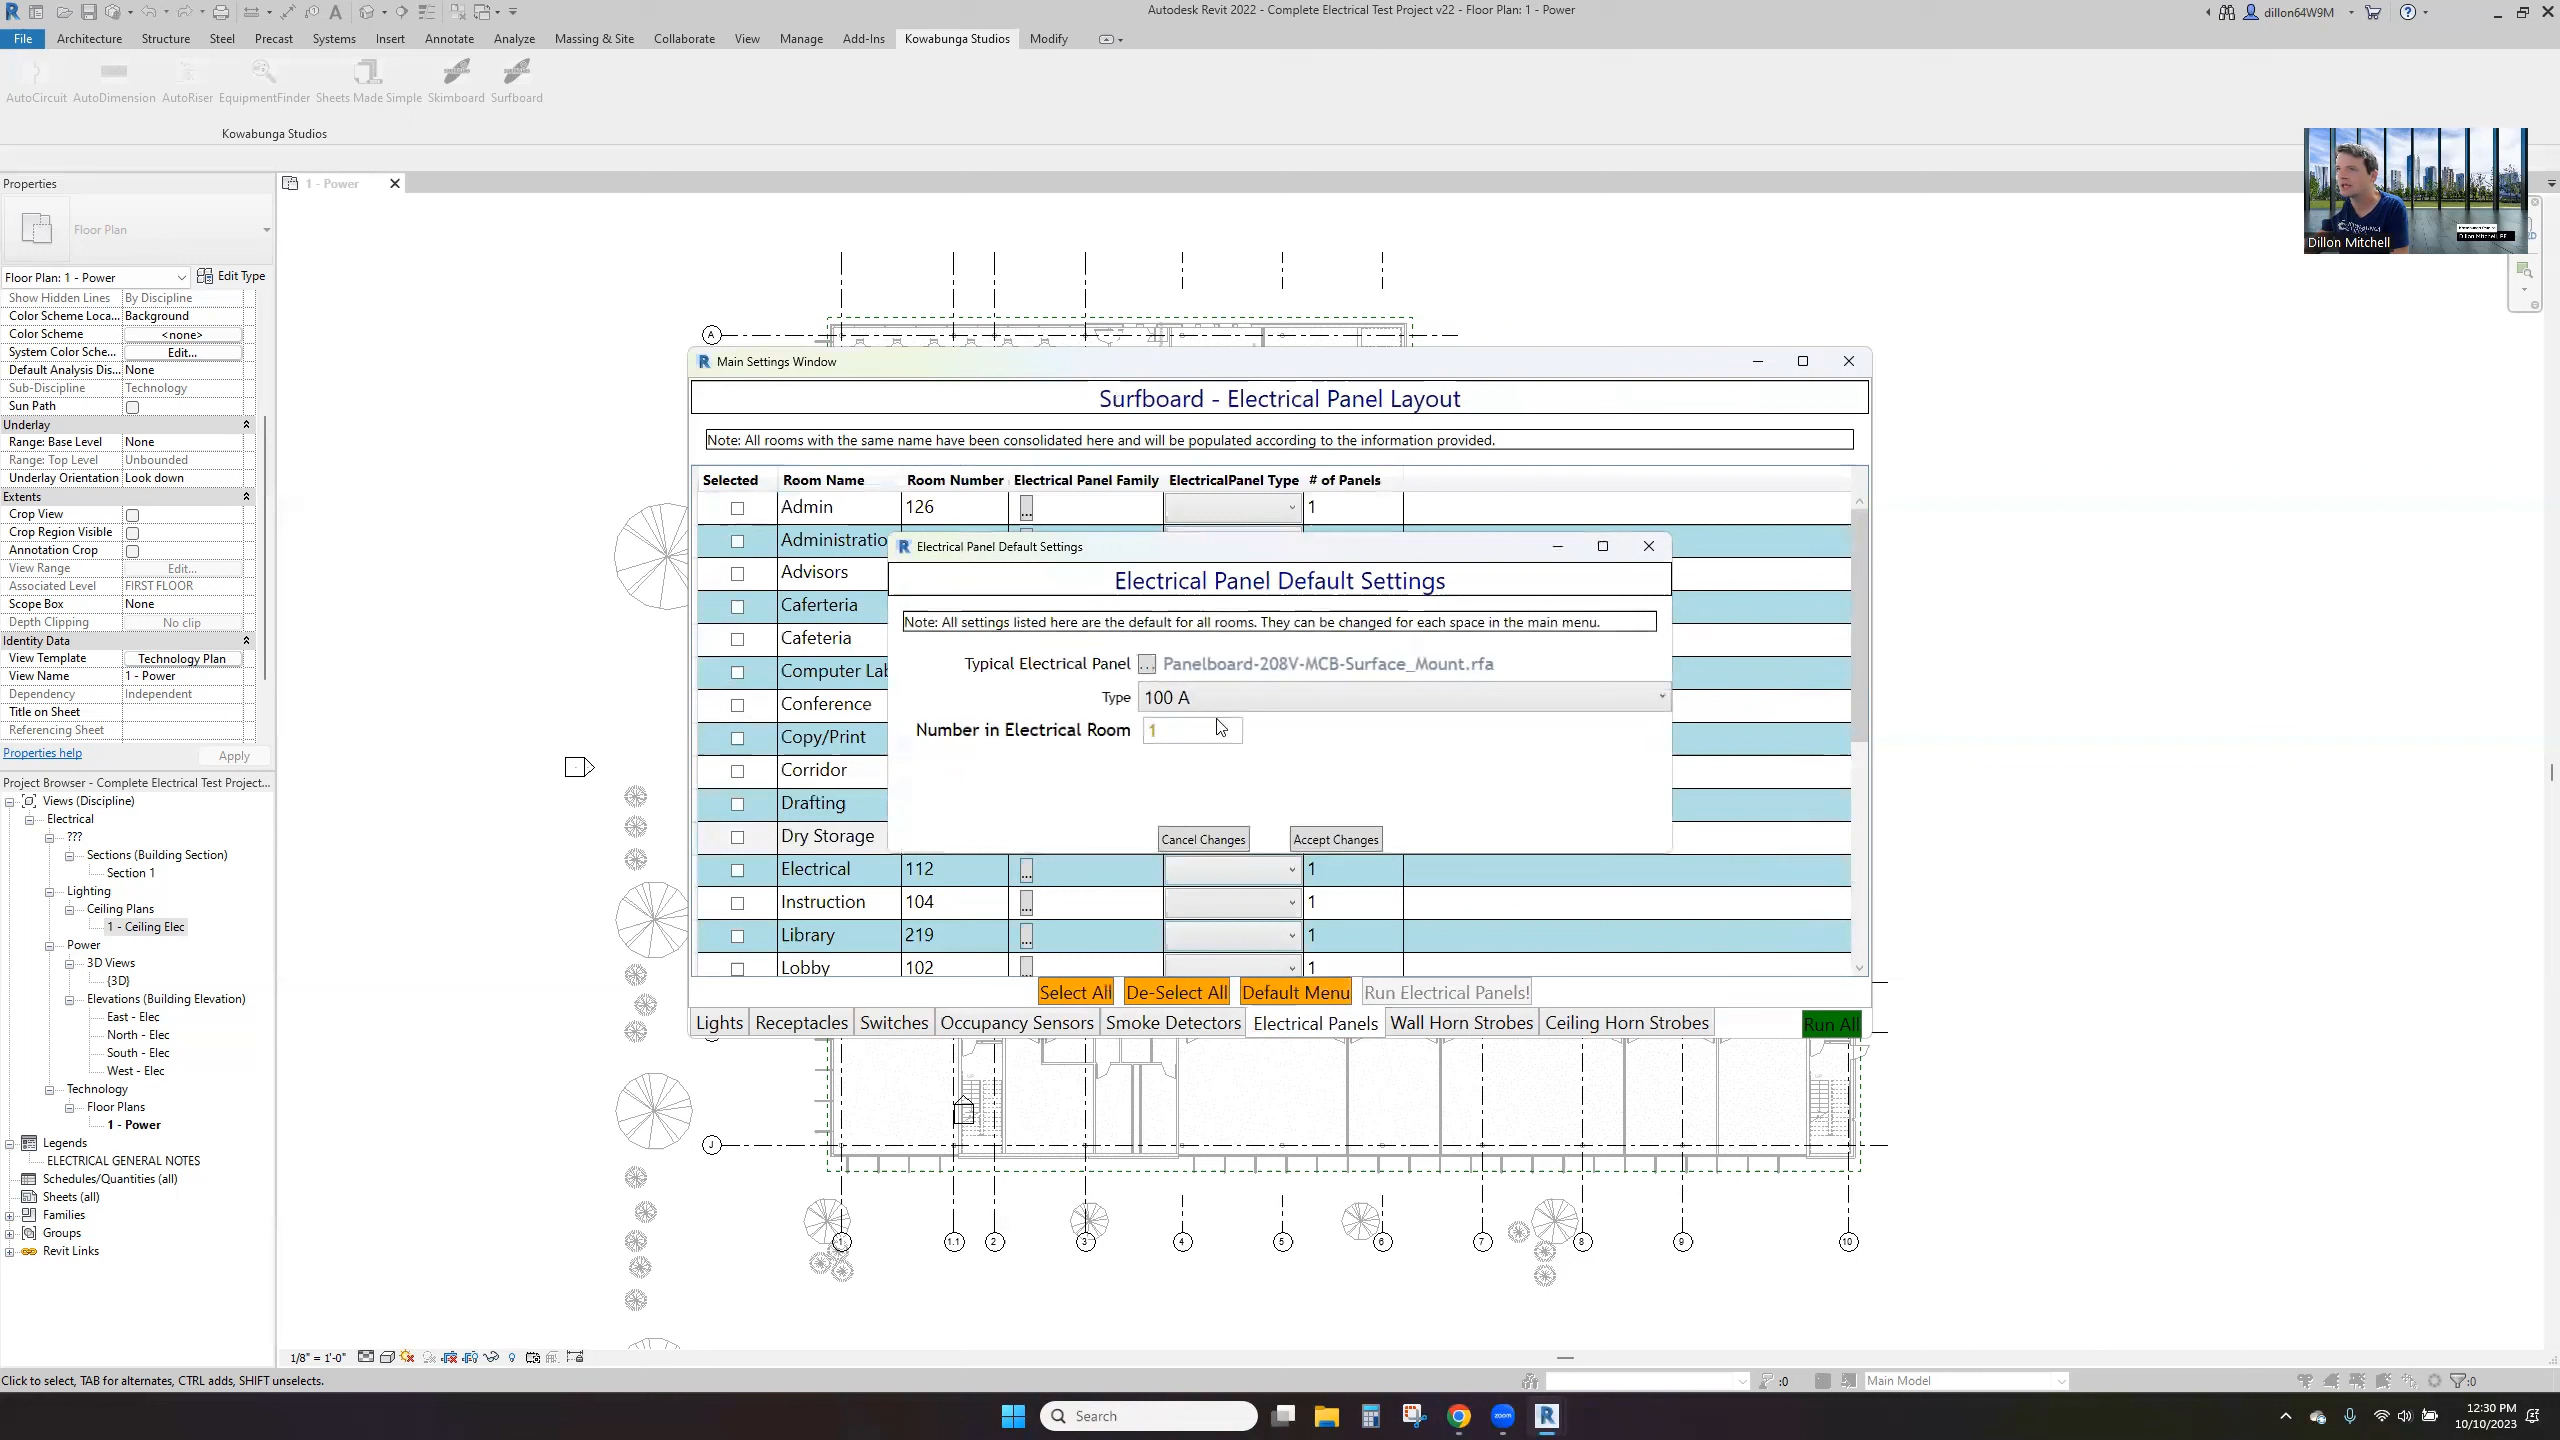 Autodesk Revit 2022 - Complete Electrical Test Project v22 - Floor Plan: 1 - Power
dillon64W9M
File Architecture Structure Steel Precast Systems Insert Annotate Analyze Massing & Site Collaborate View Manage Add-Ins Kowabunga Studios Modify
AutoCircuit AutoDimension AutoRiser EquipmentFinder Sheets Made Simple Skimboard Surfboard
Kowabunga Studios
Dillon Mitchell
Properties
1 - Power
Floor Plan
Floor Plan: 1 - Power Edit Type
Show Hidden Lines By Discipline
Color Scheme Loca... Background
Color Scheme <none>
System Color Sche... Edit...
Default Analysis Dis... None
Sub-Discipline Technology
Sun Path
Underlay
Range: Base Level None
Range: Top Level Unbounded
Underlay Orientation Look down
Extents
Crop View
Crop Region Visible
Annotation Crop
View Range Edit...
Associated Level FIRST FLOOR
Scope Box None
Depth Clipping No clip
Identity Data
View Template Technology Plan
View Name 1 - Power
Dependency Independent
Title on Sheet
Referencing Sheet
Properties help Apply
Project Browser - Complete Electrical Test Project...
Views (Discipline)
Electrical
???
Sections (Building Section)
Section 1
Lighting
Ceiling Plans
1 - Ceiling Elec
Power
3D Views
{3D}
Elevations (Building Elevation)
East - Elec
North - Elec
South - Elec
West - Elec
Technology
Floor Plans
1 - Power
Legends
ELECTRICAL GENERAL NOTES
Schedules/Quantities (all)
Sheets (all)
Families
Groups
Revit Links
A
Main Settings Window
Surfboard - Electrical Panel Layout
Note: All rooms with the same name have been consolidated here and will be populated according to the information provided.
Selected Room Name Room Number Electrical Panel Family ElectricalPanel Type # of Panels
Admin 126 ... 1
Administratio
Advisors
Caferteria
Cafeteria
Computer Lab
Conference
Copy/Print
Corridor
Drafting
Dry Storage
Electrical 112 ... 1
Instruction 104 ... 1
Library 219 ... 1
Lobby 102 ... 1
Electrical Panel Default Settings
Electrical Panel Default Settings
Note: All settings listed here are the default for all rooms. They can be changed for each space in the main menu.
Typical Electrical Panel ... Panelboard-208V-MCB-Surface_Mount.rfa
Type 100 A
Number in Electrical Room 1
Cancel Changes Accept Changes
Select All De-Select All Default Menu Run Electrical Panels!
Lights Receptacles Switches Occupancy Sensors Smoke Detectors Electrical Panels Wall Horn Strobes Ceiling Horn Strobes Run All
J
1 1.1 2 3 4 5 6 7 8 9 10
1/8" = 1'-0"
Click to select, TAB for alternates, CTRL adds, SHIFT unselects.
:0 Main Model :0
Search
zoom
12:30 PM
10/10/2023